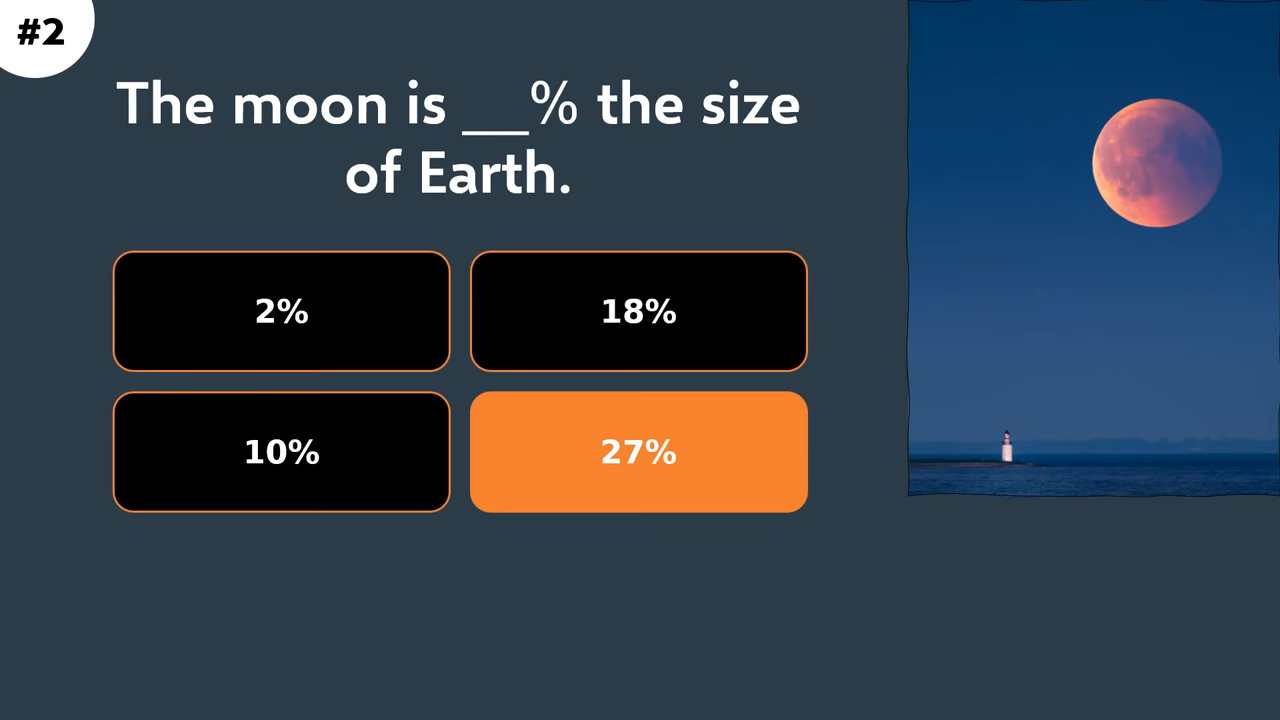 #2
The moon is __% the size
of Earth.
2%
18%
10%
27%